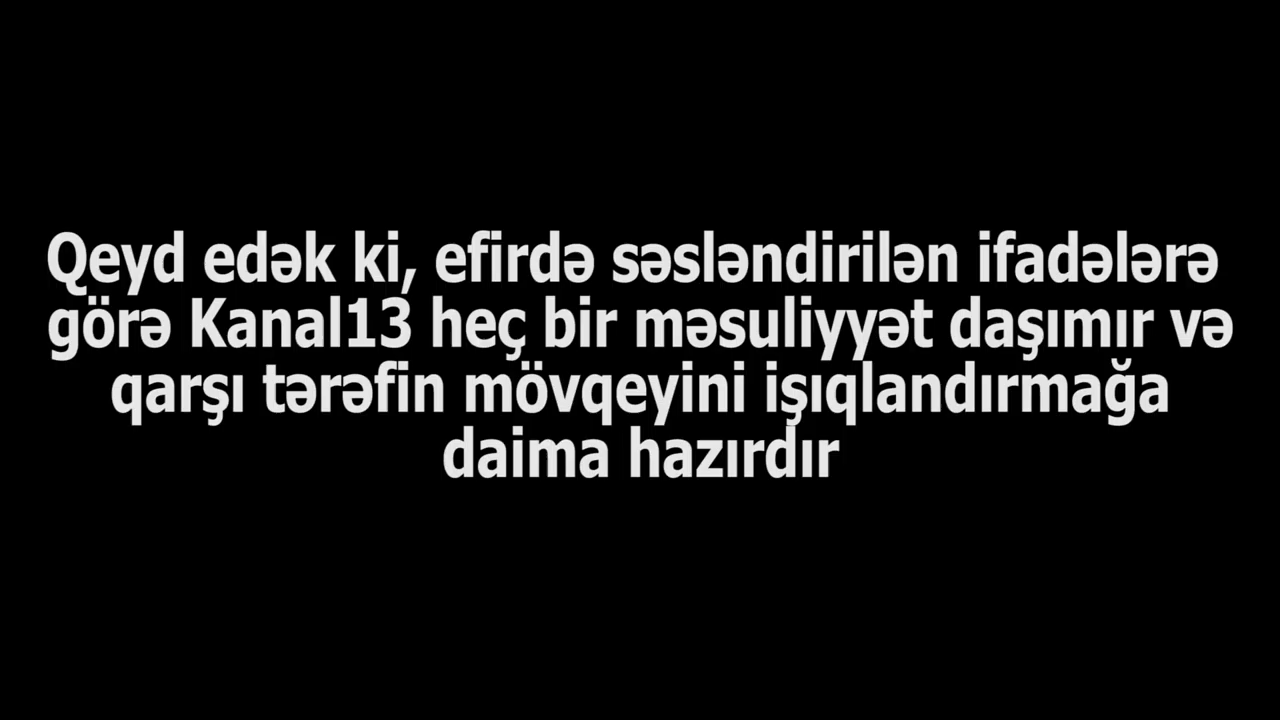 Qeyd edək ki, efirdə səsləndirilən ifadələrə
görə Kanal13 heç bir məsuliyyət daşımır və
qarşı tərəfin mövqeyini işıqlandırmağa
daima hazırdır